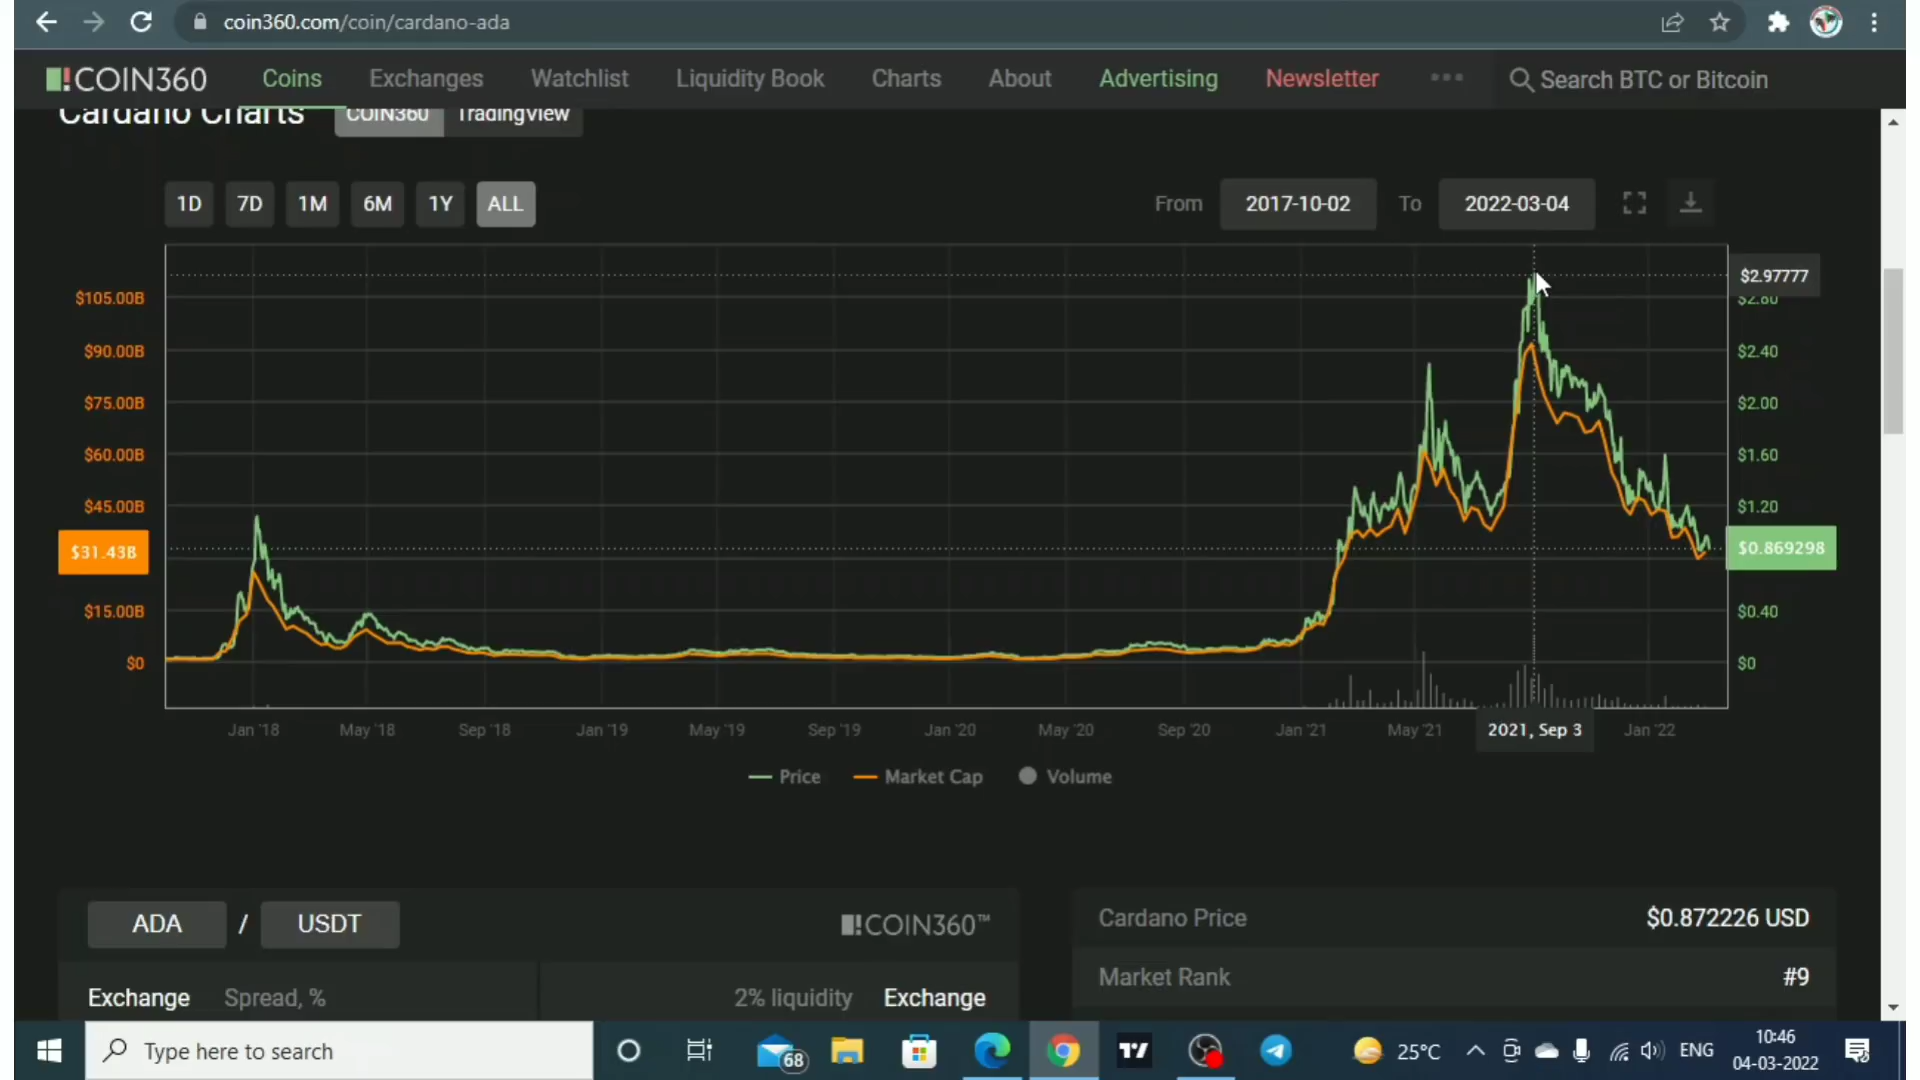 coin360.com/coin/cardano-ada
COIN360 Coins Exchanges Watchlist Liquidity Book Charts About Advertising Newsletter Search BTC or Bitcoin
Cardano Charts COIN360 TradingView
1D 7D 1M 6M 1Y ALL From 2017-10-02 To 2022-03-04
$2.97777
$105.00B $2.80
$90.00B $2.40
$75.00B $2.00
$60.00B $1.60
$45.00B $1.20
$31.43B $0.869298
$15.00B $0.40
$0 $0
Jan '18 May '18 Sep '18 Jan '19 May '19 Sep '19 Jan '20 May '20 Sep '20 Jan '21 May '21 2021, Sep 3 Jan '22
Price Market Cap Volume
ADA / USDT COIN360™ Cardano Price $0.872226 USD
Market Rank #9
Exchange Spread, % 2% liquidity Exchange
Type here to search 68 25°C ENG 10:46
04-03-2022